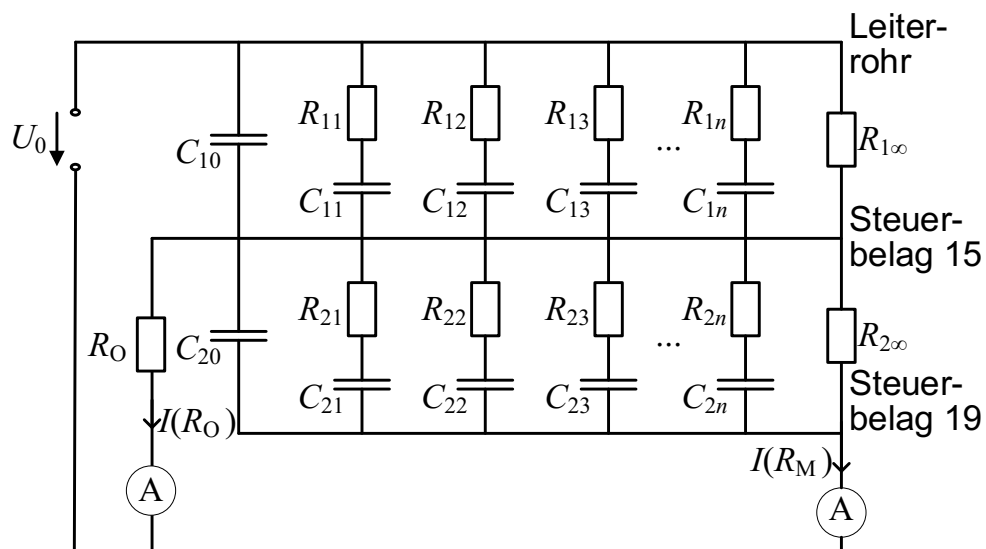 Leiter-
rohr
R11 R12 R13 R1n
U0 C10 ... R1∞
C11 C12 C13 C1n
Steuer-
belag 15
R21 R22 R23 R2n
RO C20 ... R2∞
C21 C22 C23 C2n
Steuer-
belag 19
I(RO)
I(RM)
A
A